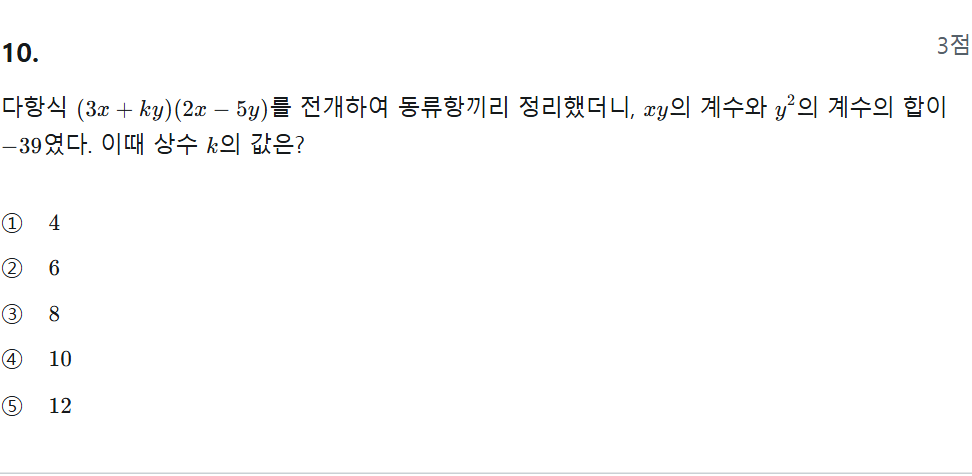 10.
3점
다항식 (3x + ky)(2x − 5y)를 전개하여 동류항끼리 정리했더니, xy의 계수와 y²의 계수의 합이
−39였다. 이때 상수 k의 값은?
① 4
② 6
③ 8
④ 10
⑤ 12